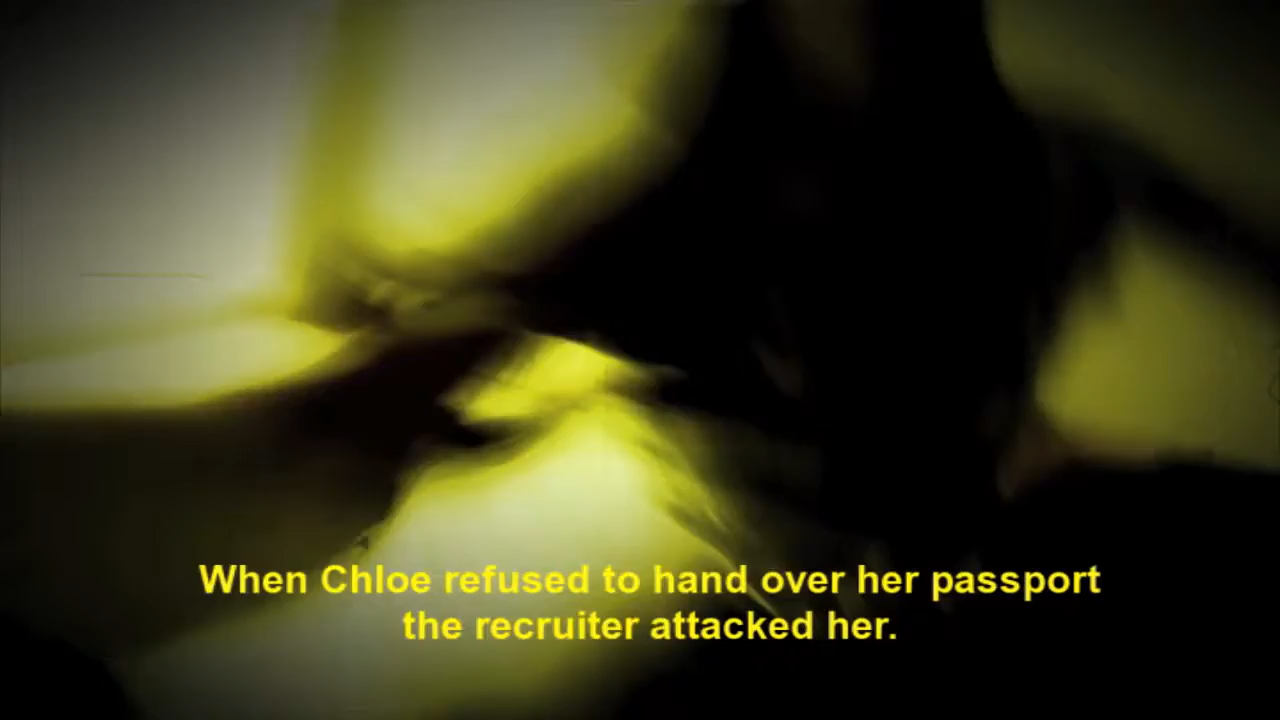 When Chloe refused to hand over her passport
the recruiter attacked her.